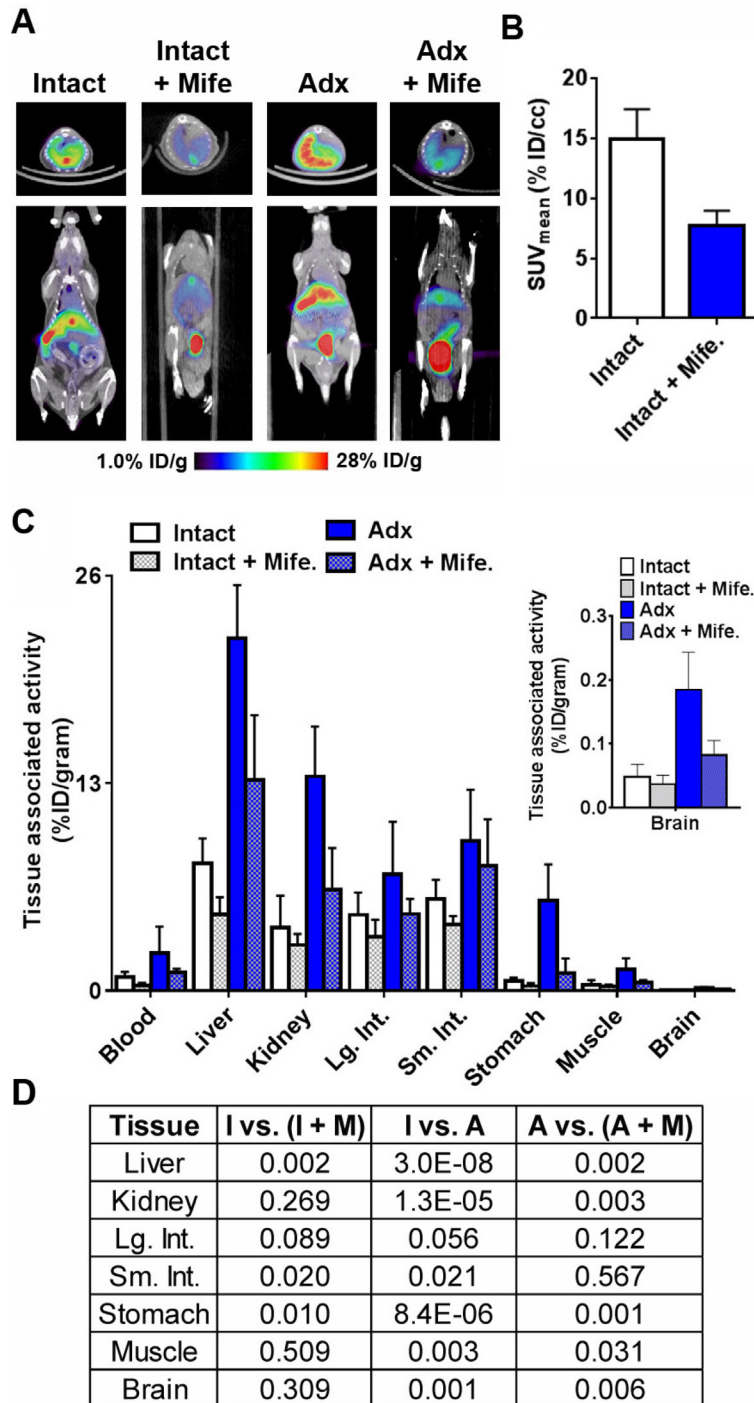 A
Intact
Intact
+ Mife
Adx
Adx
+ Mife
1.0% ID/g
28% ID/g
B
SUVmean (% ID/cc)
20
15
10
5
0
Intact
Intact + Mife.
C
Intact
Intact + Mife.
Adx
Adx + Mife.
Tissue associated activity
(%ID/gram)
26
13
0
Blood
Liver
Kidney
Lg. Int.
Sm. Int.
Stomach
Muscle
Brain
Intact
Intact + Mife.
Adx
Adx + Mife.
Tissue associated activity
(%ID/gram)
0.3
0.2
0.1
0.0
Brain
D
Tissue I vs. (I + M) I vs. A A vs. (A + M)
Liver 0.002 3.0E-08 0.002
Kidney 0.269 1.3E-05 0.003
Lg. Int. 0.089 0.056 0.122
Sm. Int. 0.020 0.021 0.567
Stomach 0.010 8.4E-06 0.001
Muscle 0.509 0.003 0.031
Brain 0.309 0.001 0.006